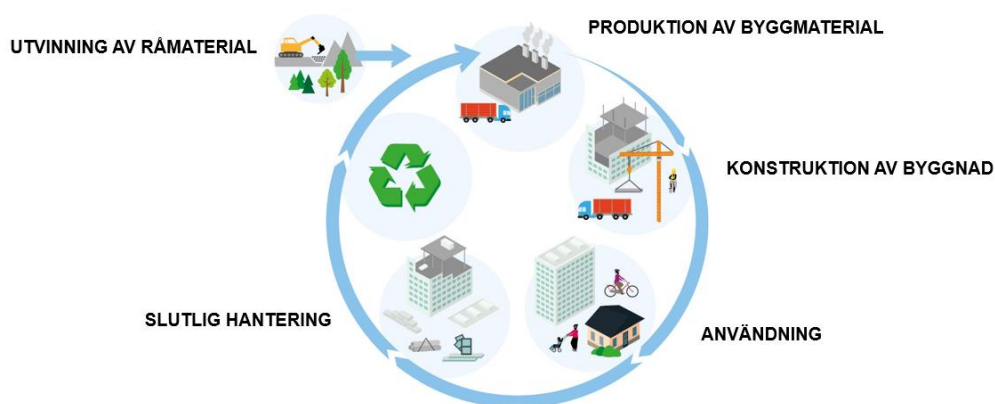 UTVINNING AV RÅMATERIAL
PRODUKTION AV BYGGMATERIAL
KONSTRUKTION AV BYGGNAD
ANVÄNDNING
SLUTLIG HANTERING